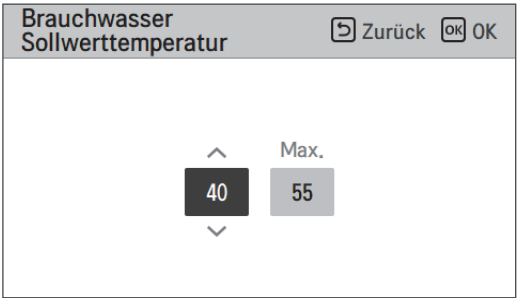 Brauchwasser
Sollwerttemperatur
Zurück OK OK
Max.
40 55